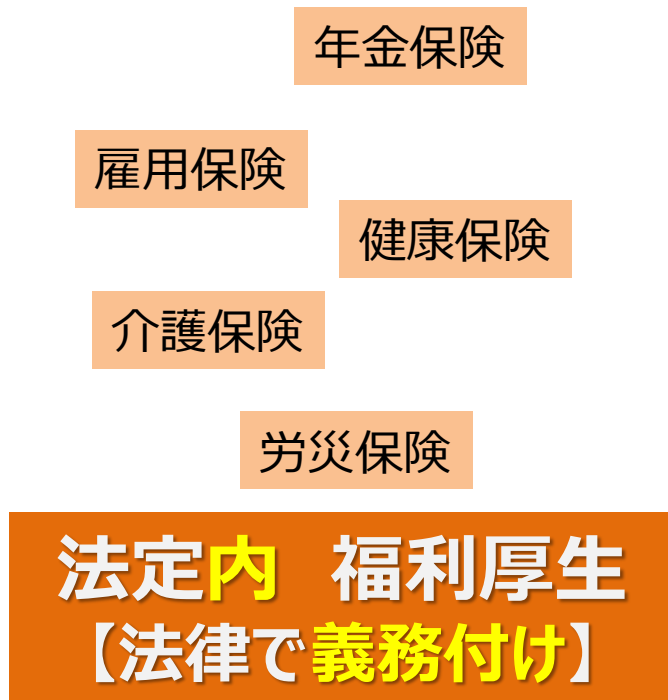 年金保険
雇用保険
健康保険
介護保険
労災保険
法定内 福利厚生
【法律で義務付け】